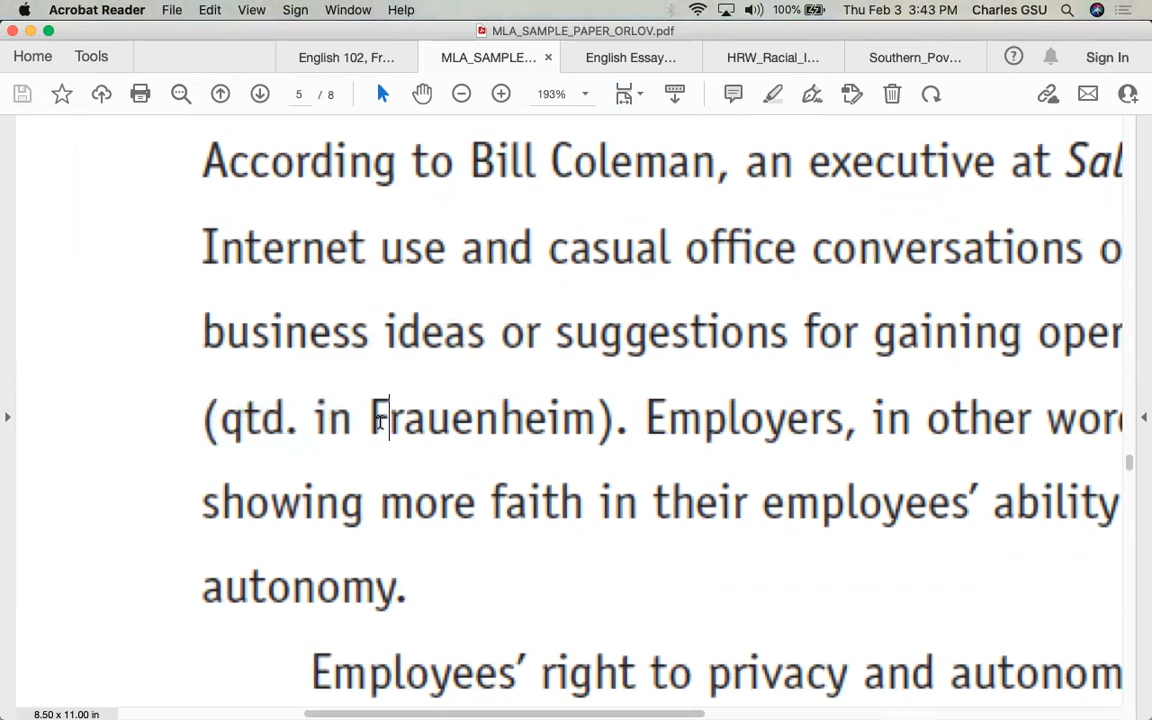 Acrobat Reader File Edit View Sign Window Help 100% Thu Feb 3 3:43 PM Charles GSU
MLA_SAMPLE_PAPER_ORLOV.pdf
Home Tools English 102, Fr... MLA_SAMPLE... × English Essay... HRW_Racial_I... Southern_Pov... Sign In
5 / 8 193%
According to Bill Coleman, an executive at Sal
Internet use and casual office conversations o
business ideas or suggestions for gaining oper
(qtd. in Frauenheim). Employers, in other word
showing more faith in their employees’ ability
autonomy.
Employees’ right to privacy and autonom
8.50 x 11.00 in